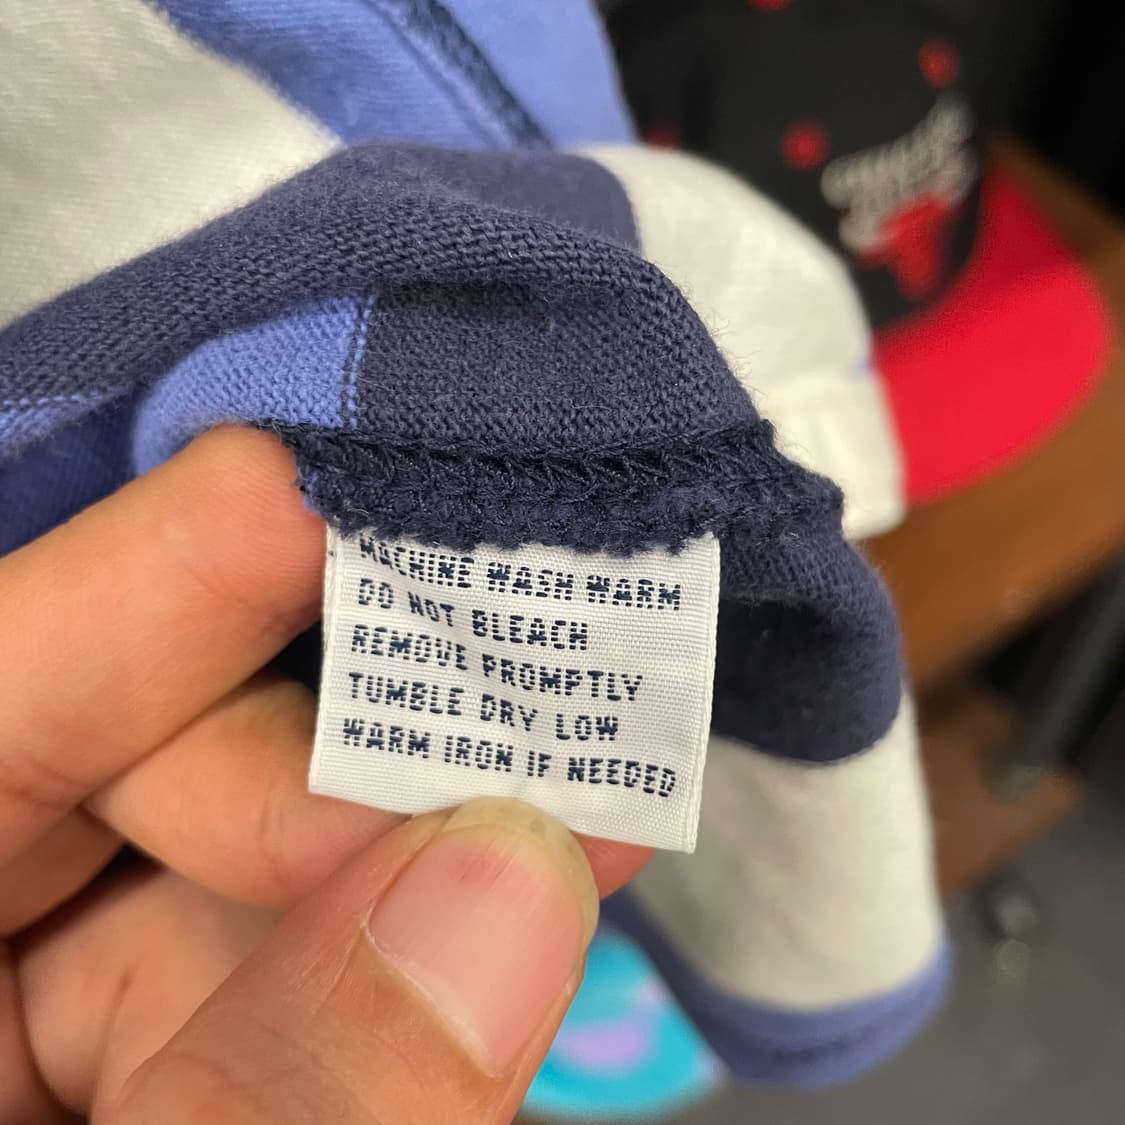 MACHINE WASH WARM
DO NOT BLEACH
REMOVE PROMPTLY
TUMBLE DRY LOW
WARM IRON IF NEEDED